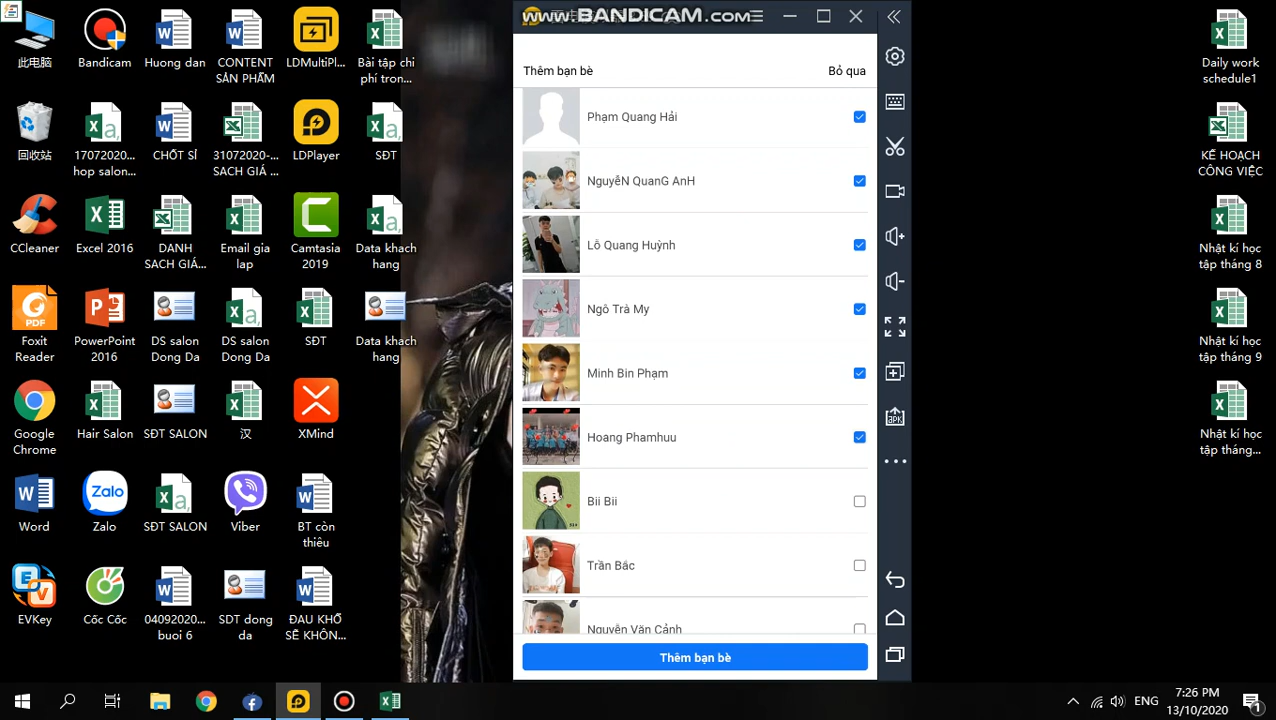 此电脑
Bandicam
Huong dan
CONTENT
SẢN PHẨM
LDMultiPl...
Bài tập chi
phí tron...
回收站
17072020...
hop salon...
CHỐT SỈ
31072020-...
SACH GIÁ ...
LDPlayer
SĐT
CCleaner
Excel 2016
DANH
SACH GIÁ...
Email gia
lap
Camtasia
2019
Data khach
hang
Foxit
Reader
PowerPoint
2016
DS salon
Dong Da
DS salon
Dong Da
SĐT
Data khach
hang
Google
Chrome
Hair Salon
SĐT SALON
汉
XMind
Word
Zalo
Zalo
SĐT SALON
Viber
BT còn
thiêu
EVKey
Cốc Cốc
04092020...
buoi 6
SDT dong
da
ĐAU KHỔ
SẼ KHÔN...
www.BANDICAM.com
Thêm bạn bè
Bỏ qua
Phạm Quang Hải
NguyễN QuanG AnH
Lỗ Quang Huỳnh
Ngô Trà My
Minh Bin Phạm
Hoang Phamhuu
Bii Bii
Trần Bắc
Nguyễn Văn Cảnh
Thêm bạn bè
Daily work
schedule1
KẾ HOẠCH
CÔNG VIỆC
Nhật kí học
tập tháng 8
Nhật kí học
tập tháng 9
Nhật kí học
tập tháng...
ENG
7:26 PM
13/10/2020